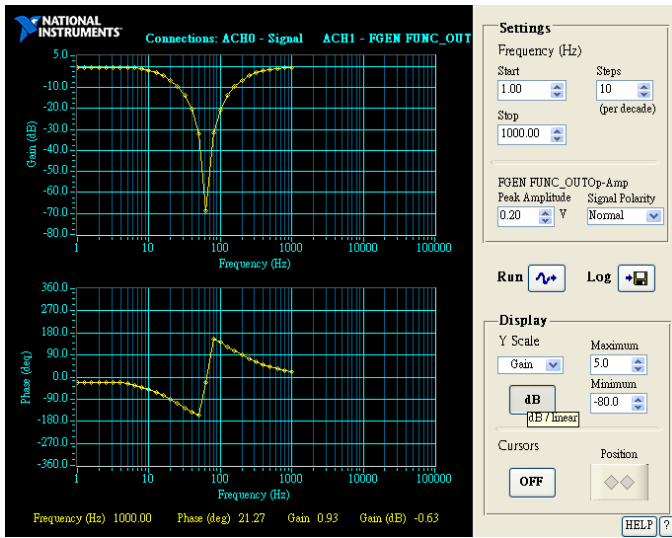 NATIONAL
INSTRUMENTS™
Connections: ACH0 - Signal ACH1 - FGEN FUNC_OUT
5.0
-10.0
-20.0
-30.0
-40.0
-50.0
-60.0
-70.0
-80.0
Gain (dB)
1 10 100 1000 10000 100000
Frequency (Hz)
360.0
270.0
180.0
90.0
0.0
-90.0
-180.0
-270.0
-360.0
Phase (deg)
1 10 100 1000 10000 100000
Frequency (Hz)
Frequency (Hz) 1000.00 Phase (deg) 21.27 Gain 0.93 Gain (dB) -0.63
Settings
Frequency (Hz)
Start Steps
1.00 10
(per decade)
Stop
1000.00
FGEN FUNC_OUTOp-Amp
Peak Amplitude Signal Polarity
0.20 V Normal
Run Log
Display
Y Scale Maximum
Gain 5.0
Minimum
dB -80.0
dB / linear
Cursors Position
OFF
HELP ?